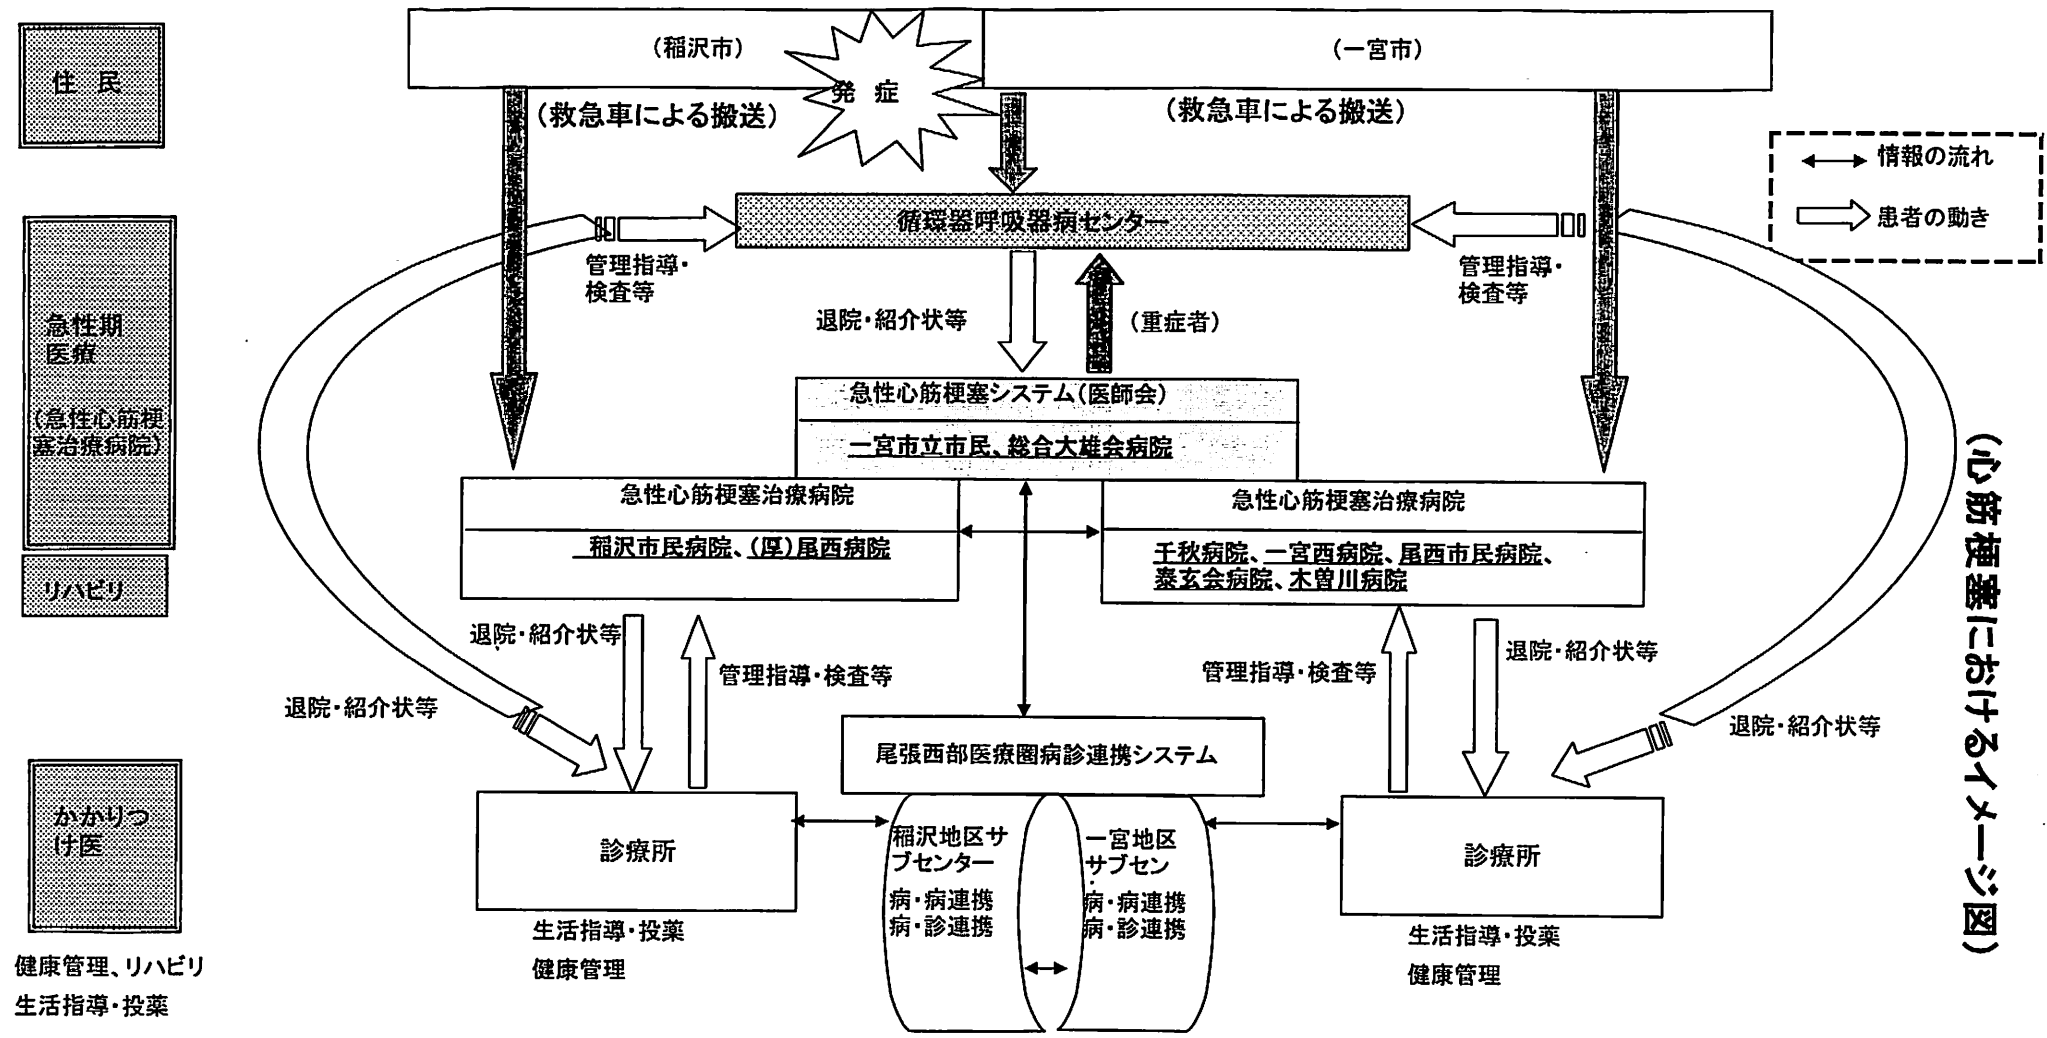 住 民
(稲沢市)
発 症
(一宮市)
(救急車による搬送)
(救急車による搬送)
情報の流れ
患者の動き
循環器呼吸器病センター
管理指導・
検査等
管理指導・
検査等
急性期
医療
(急性心筋梗
塞治療病院)
退院・紹介状等
(重症者)
急性心筋梗塞システム(医師会)
一宮市立市民、総合大雄会病院
急性心筋梗塞治療病院
稲沢市民病院、(厚)尾西病院
急性心筋梗塞治療病院
千秋病院、一宮西病院、尾西市民病院、
泰玄会病院、木曽川病院
リハビリ
退院・紹介状等
管理指導・検査等
管理指導・検査等
退院・紹介状等
退院・紹介状等
退院・紹介状等
尾張西部医療圏病診連携システム
かかりつ
け医
診療所
稲沢地区サ
ブセンター
病・病連携
病・診連携
一宮地区
サブセン
病・病連携
病・診連携
診療所
生活指導・投薬
健康管理
生活指導・投薬
健康管理
健康管理、リハビリ
生活指導・投薬
(心筋梗塞におけるイメージ図)